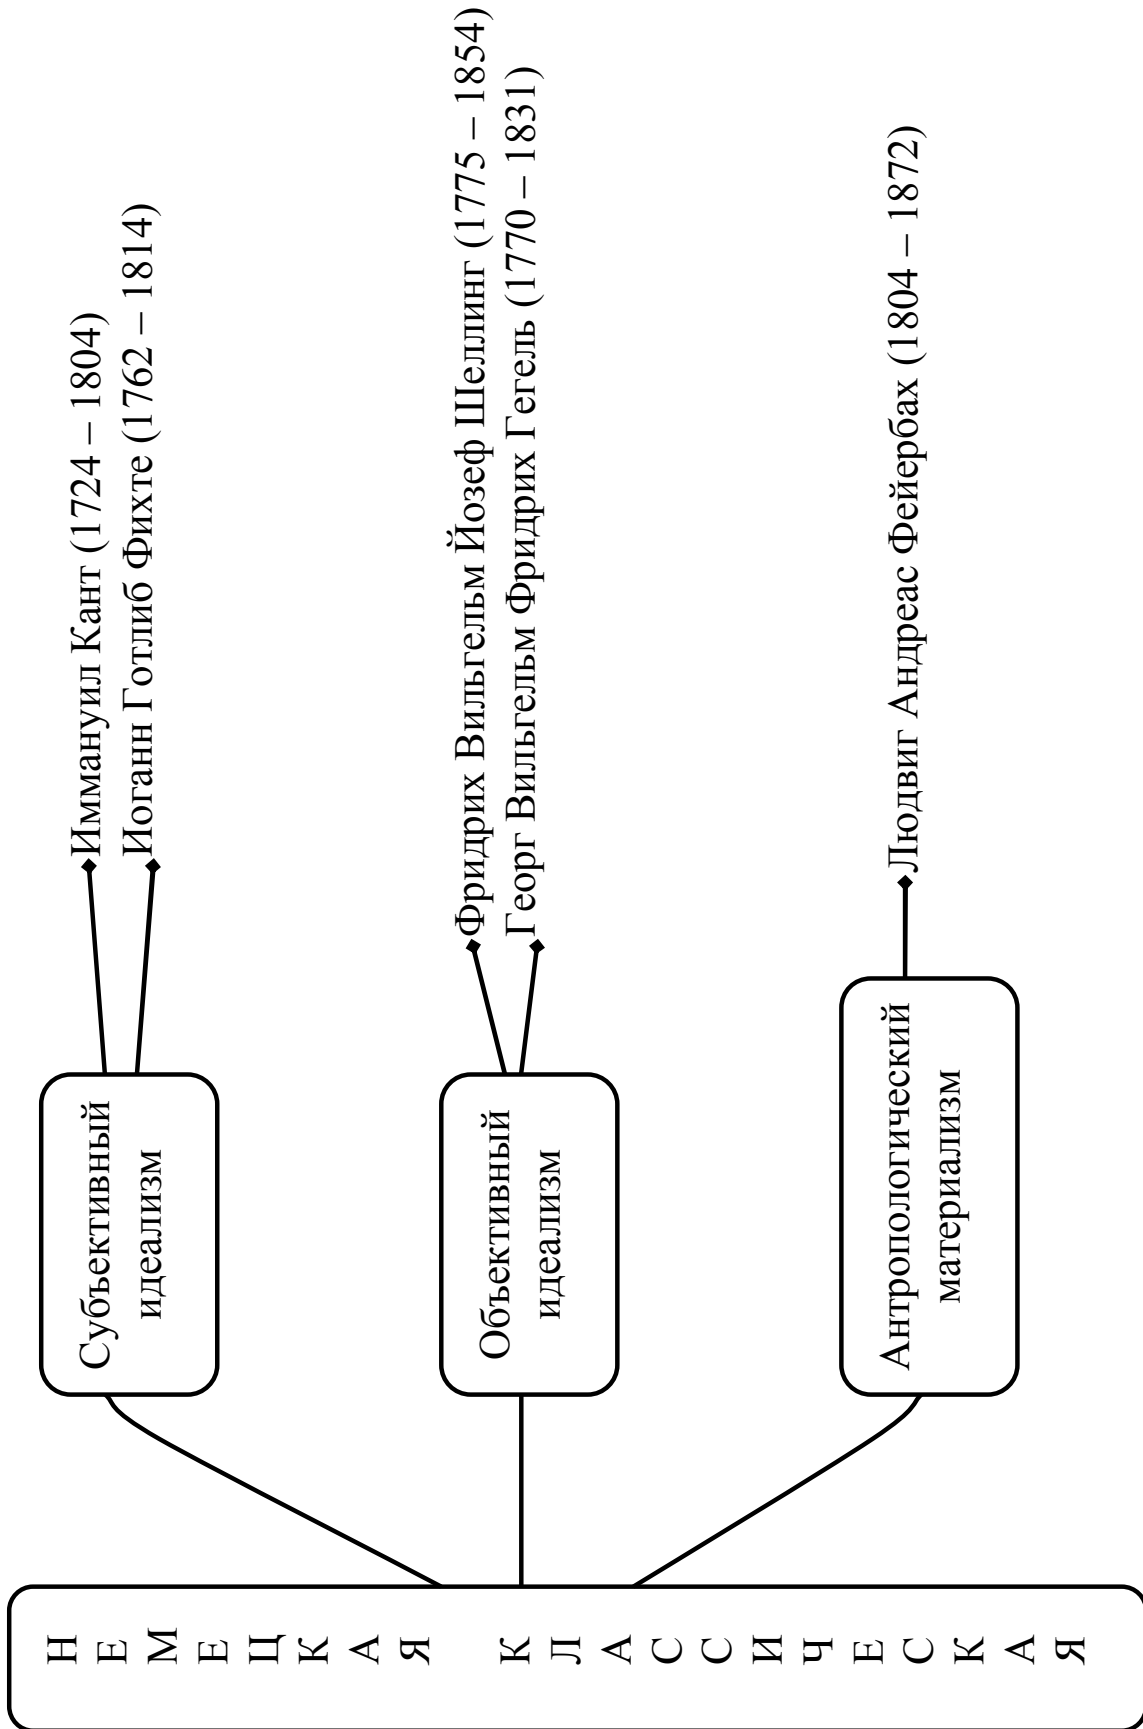 НЕМЕЦКАЯ КЛАССИЧЕСКАЯ
Субъективный
идеализм
Иммануил Кант (1724 – 1804)
Иоганн Готлиб Фихте (1762 – 1814)
Объективный
идеализм
Фридрих Вильгельм Йозеф Шеллинг (1775 – 1854)
Георг Вильгельм Фридрих Гегель (1770 – 1831)
Антропологический
материализм
Людвиг Андреас Фейербах (1804 – 1872)